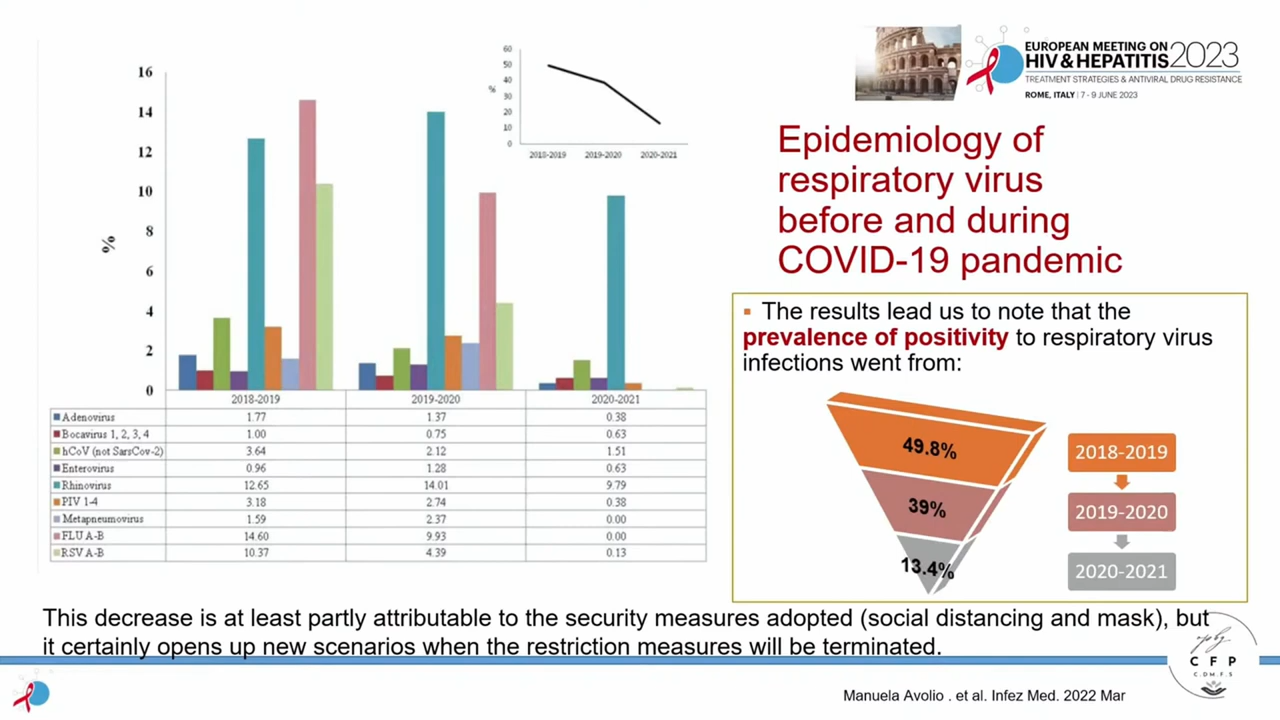 EUROPEAN MEETING ON
HIV & HEPATITIS 2023
TREATMENT STRATEGIES & ANTIVIRAL DRUG RESISTANCE
ROME, ITALY | 7 - 9 JUNE 2023
Epidemiology of
respiratory virus
before and during
COVID-19 pandemic
60
50
40
30
20
10
0
%
2018-2019 2019-2020 2020-2021
16
14
12
10
8
6
4
2
0
%
2018-2019 2019-2020 2020-2021
Adenovirus 1.77 1.37 0.38
Bocavirus 1, 2, 3, 4 1.00 0.75 0.63
hCoV (not SarsCov-2) 3.64 2.12 1.51
Enterovirus 0.96 1.28 0.63
Rhinovirus 12.65 14.01 9.79
PIV 1-4 3.18 2.74 0.38
Metapneumovirus 1.59 2.37 0.00
FLU A-B 14.60 9.93 0.00
RSV A-B 10.37 4.39 0.13
The results lead us to note that the
prevalence of positivity to respiratory virus
infections went from:
49.8% 2018-2019
39% 2019-2020
13.4% 2020-2021
This decrease is at least partly attributable to the security measures adopted (social distancing and mask), but
it certainly opens up new scenarios when the restriction measures will be terminated.
C F P
C.DM.F.S
Manuela Avolio . et al. Infez Med. 2022 Mar